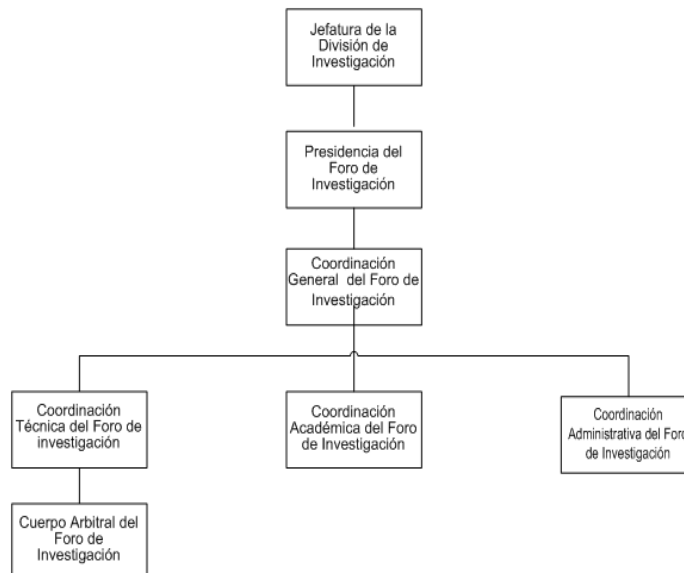 Jefatura de la
División de
Investigación
Presidencia del
Foro de
Investigación
Coordinación
General del Foro de
Investigación
Coordinación
Técnica del Foro de
investigación
Coordinación
Académica del Foro
de Investigación
Coordinación
Administrativa del Foro
de Investigación
Cuerpo Arbitral del
Foro de
Investigación